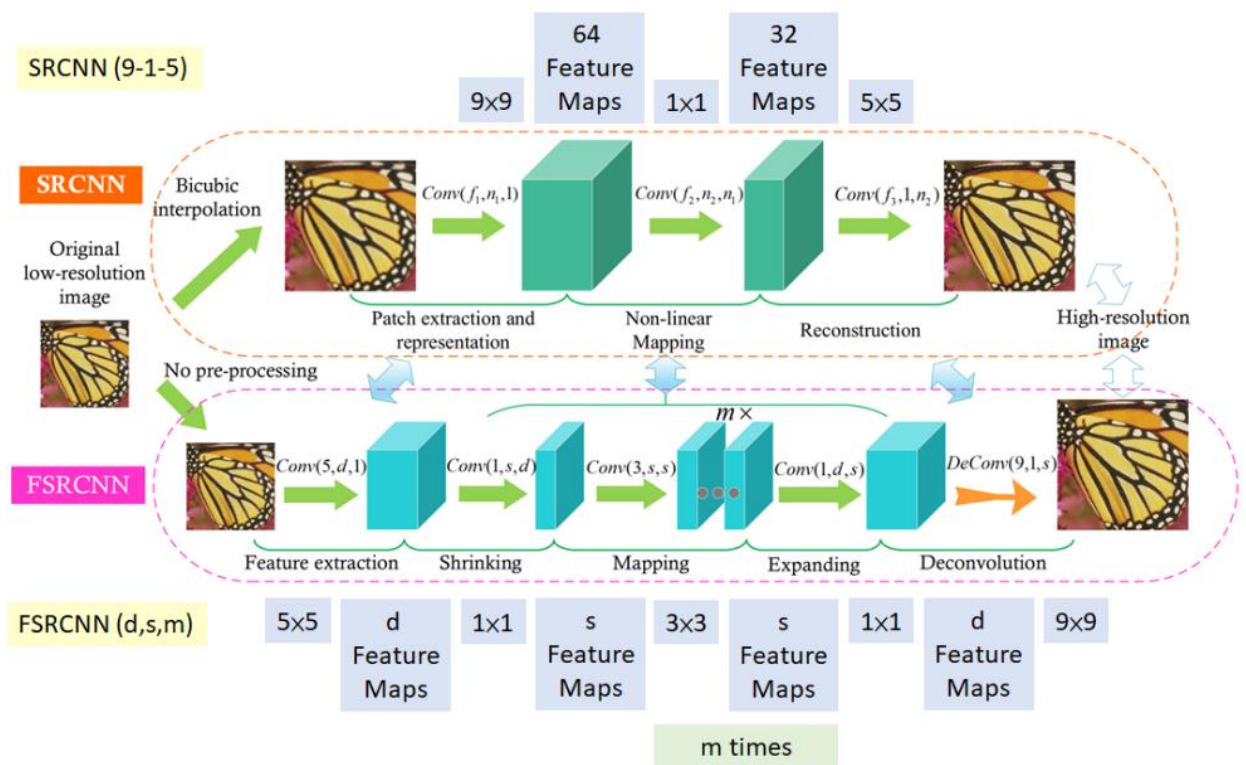 SRCNN (9-1-5)
9×9
64
Feature
Maps
1×1
32
Feature
Maps
5×5
SRCNN
Bicubic
interpolation
Original
low-resolution
image
Conv(f₁,n₁,1)
Conv(f₂,n₂,n₁)
Conv(f₃,1,n₂)
Patch extraction and
representation
Non-linear
Mapping
Reconstruction
High-resolution
image
No pre-processing
m×
FSRCNN
Conv(5,d,1)
Conv(1,s,d)
Conv(3,s,s)
Conv(1,d,s)
DeConv(9,1,s)
Feature extraction
Shrinking
Mapping
Expanding
Deconvolution
FSRCNN (d,s,m)
5×5
d
Feature
Maps
1×1
s
Feature
Maps
3×3
s
Feature
Maps
1×1
d
Feature
Maps
9×9
m times